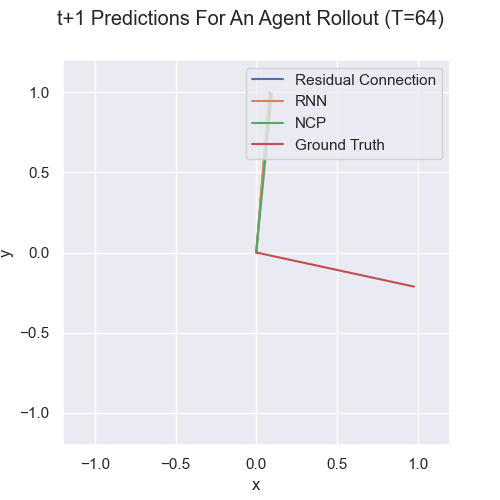 t+1 Predictions For An Agent Rollout (T=64)
Residual Connection
RNN
NCP
Ground Truth
1.0
0.5
0.0
−0.5
−1.0
y
−1.0 −0.5 0.0 0.5 1.0
x